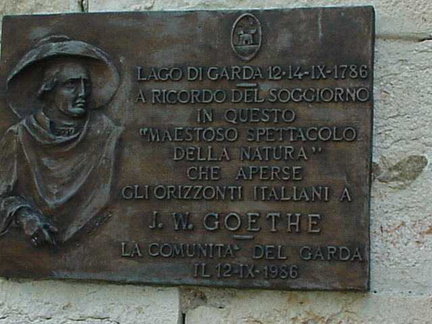 LAGO DI GARDA 12-14-IX-1786
A RICORDO DEL SOGGIORNO
IN QUESTO
"MAESTOSO SPETTACOLO
DELLA NATURA"
CHE APERSE
GLI ORIZZONTI ITALIANI A
J. W. GOETHE
LA COMUNITA' DEL GARDA
IL 12-IX-1986